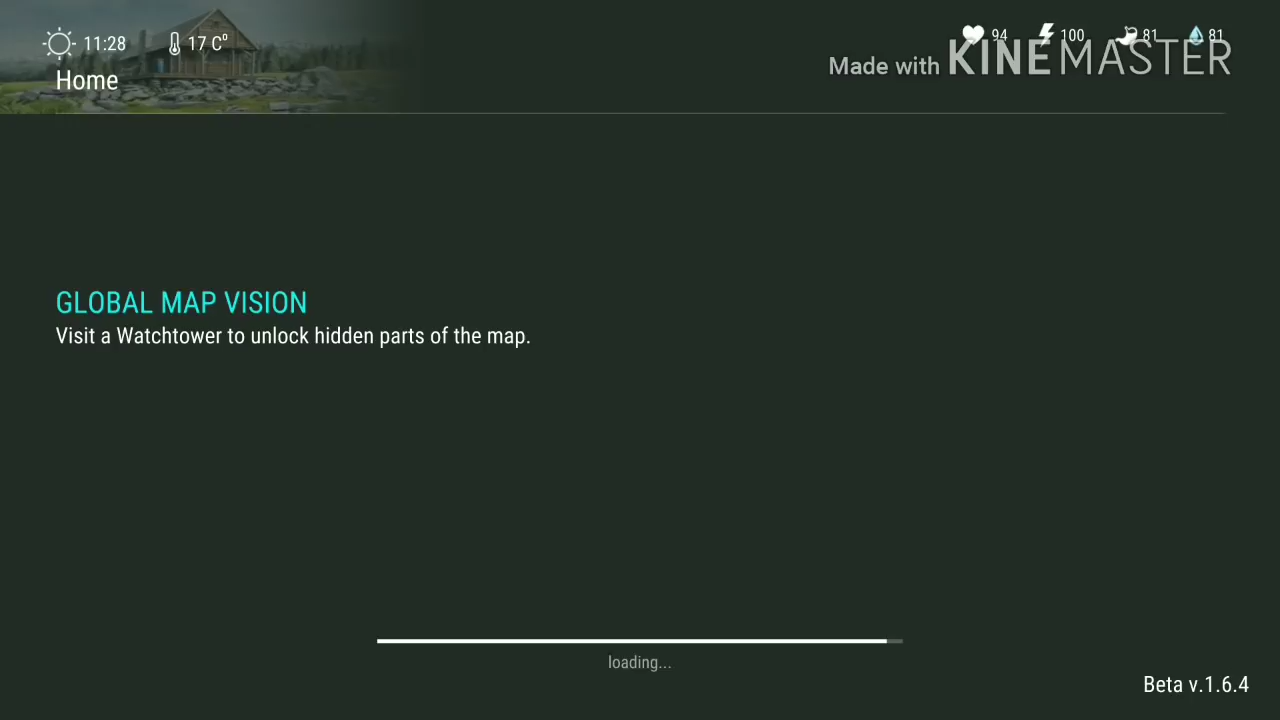 11:28 17 C° 94 100 81 81
Made with KINEMASTER
Home
GLOBAL MAP VISION
Visit a Watchtower to unlock hidden parts of the map.
loading...
Beta v.1.6.4